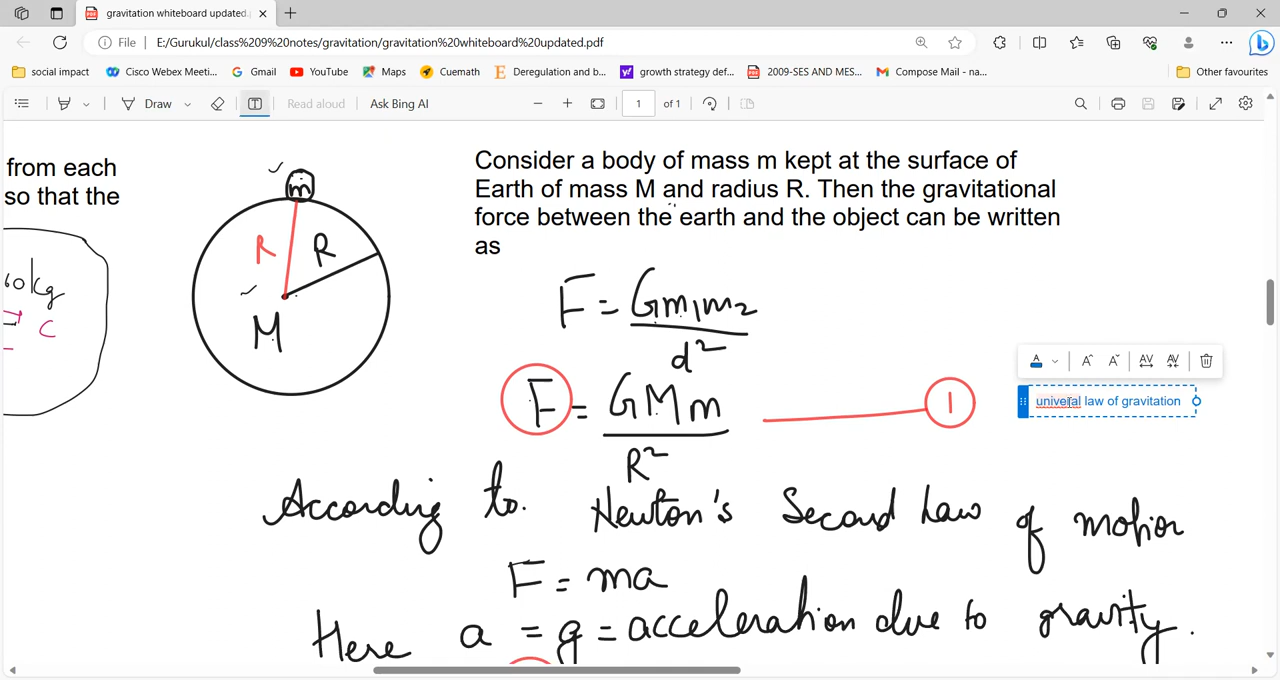 gravitation whiteboard updated.
File E:/Gurukul/class%209%20notes/gravitation/gravitation%20whiteboard%20updated.pdf
social impact Cisco Webex Meeti... Gmail YouTube Maps Cuemath Deregulation and b... growth strategy def... 2009-SES AND MES... Compose Mail - na... Other favourites
Draw Read aloud Ask Bing AI 1 of 1
from each
so that the
60kg
C
m
R R
M
Consider a body of mass m kept at the surface of
Earth of mass M and radius R. Then the gravitational
force between the earth and the object can be written
as
F = Gm₁m₂
d²
F = GMm
R²
1
univeral law of gravitation
According to. Newton's Second Law of motion
F = ma
Here a = g = acceleration due to gravity.